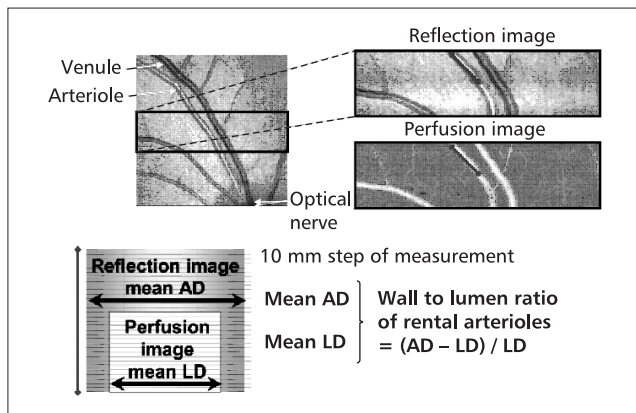 Reflection image
Venule
Arteriole
Perfusion image
Optical
nerve
10 mm step of measurement
Reflection image
mean AD
Perfusion
image
mean LD
Mean AD
Mean LD
Wall to lumen ratio
of rental arterioles
= (AD – LD) / LD